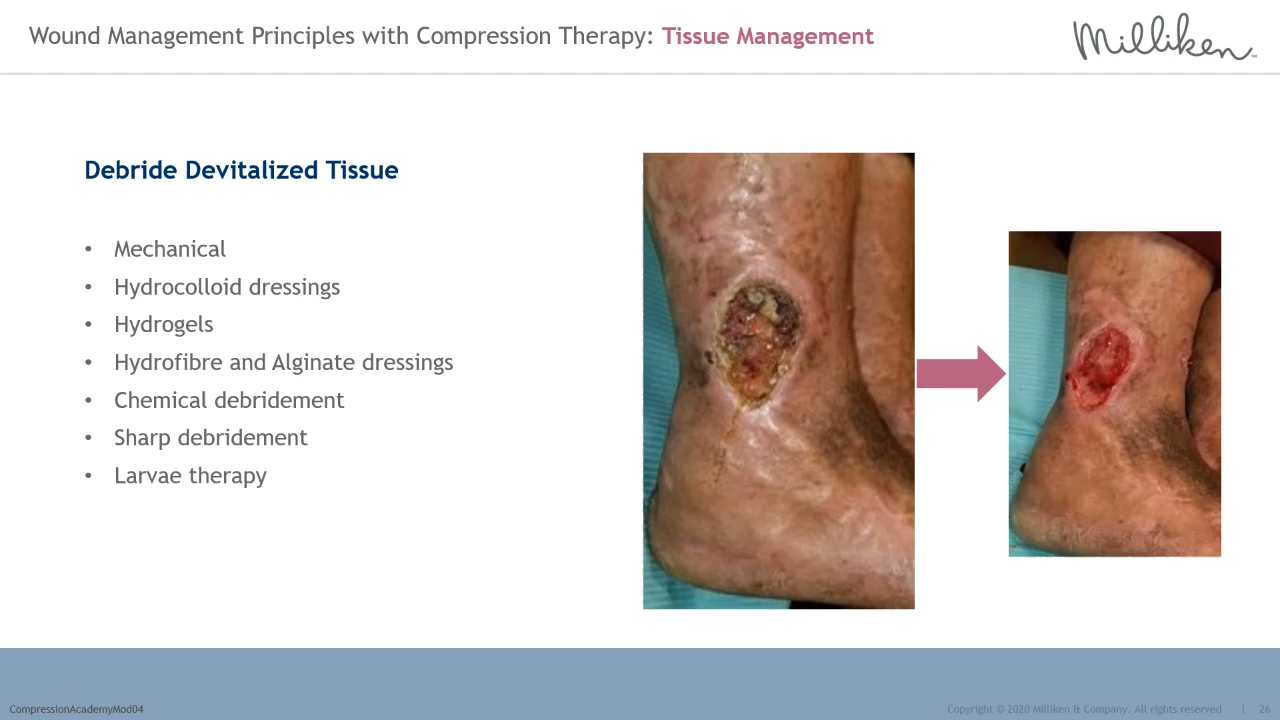 Wound Management Principles with Compression Therapy: Tissue Management
Milliken™
Debride Devitalized Tissue
• Mechanical
• Hydrocolloid dressings
• Hydrogels
• Hydrofibre and Alginate dressings
• Chemical debridement
• Sharp debridement
• Larvae therapy
CompressionAcademyMod04
Copyright © 2020 Milliken & Company. All rights reserved | 26